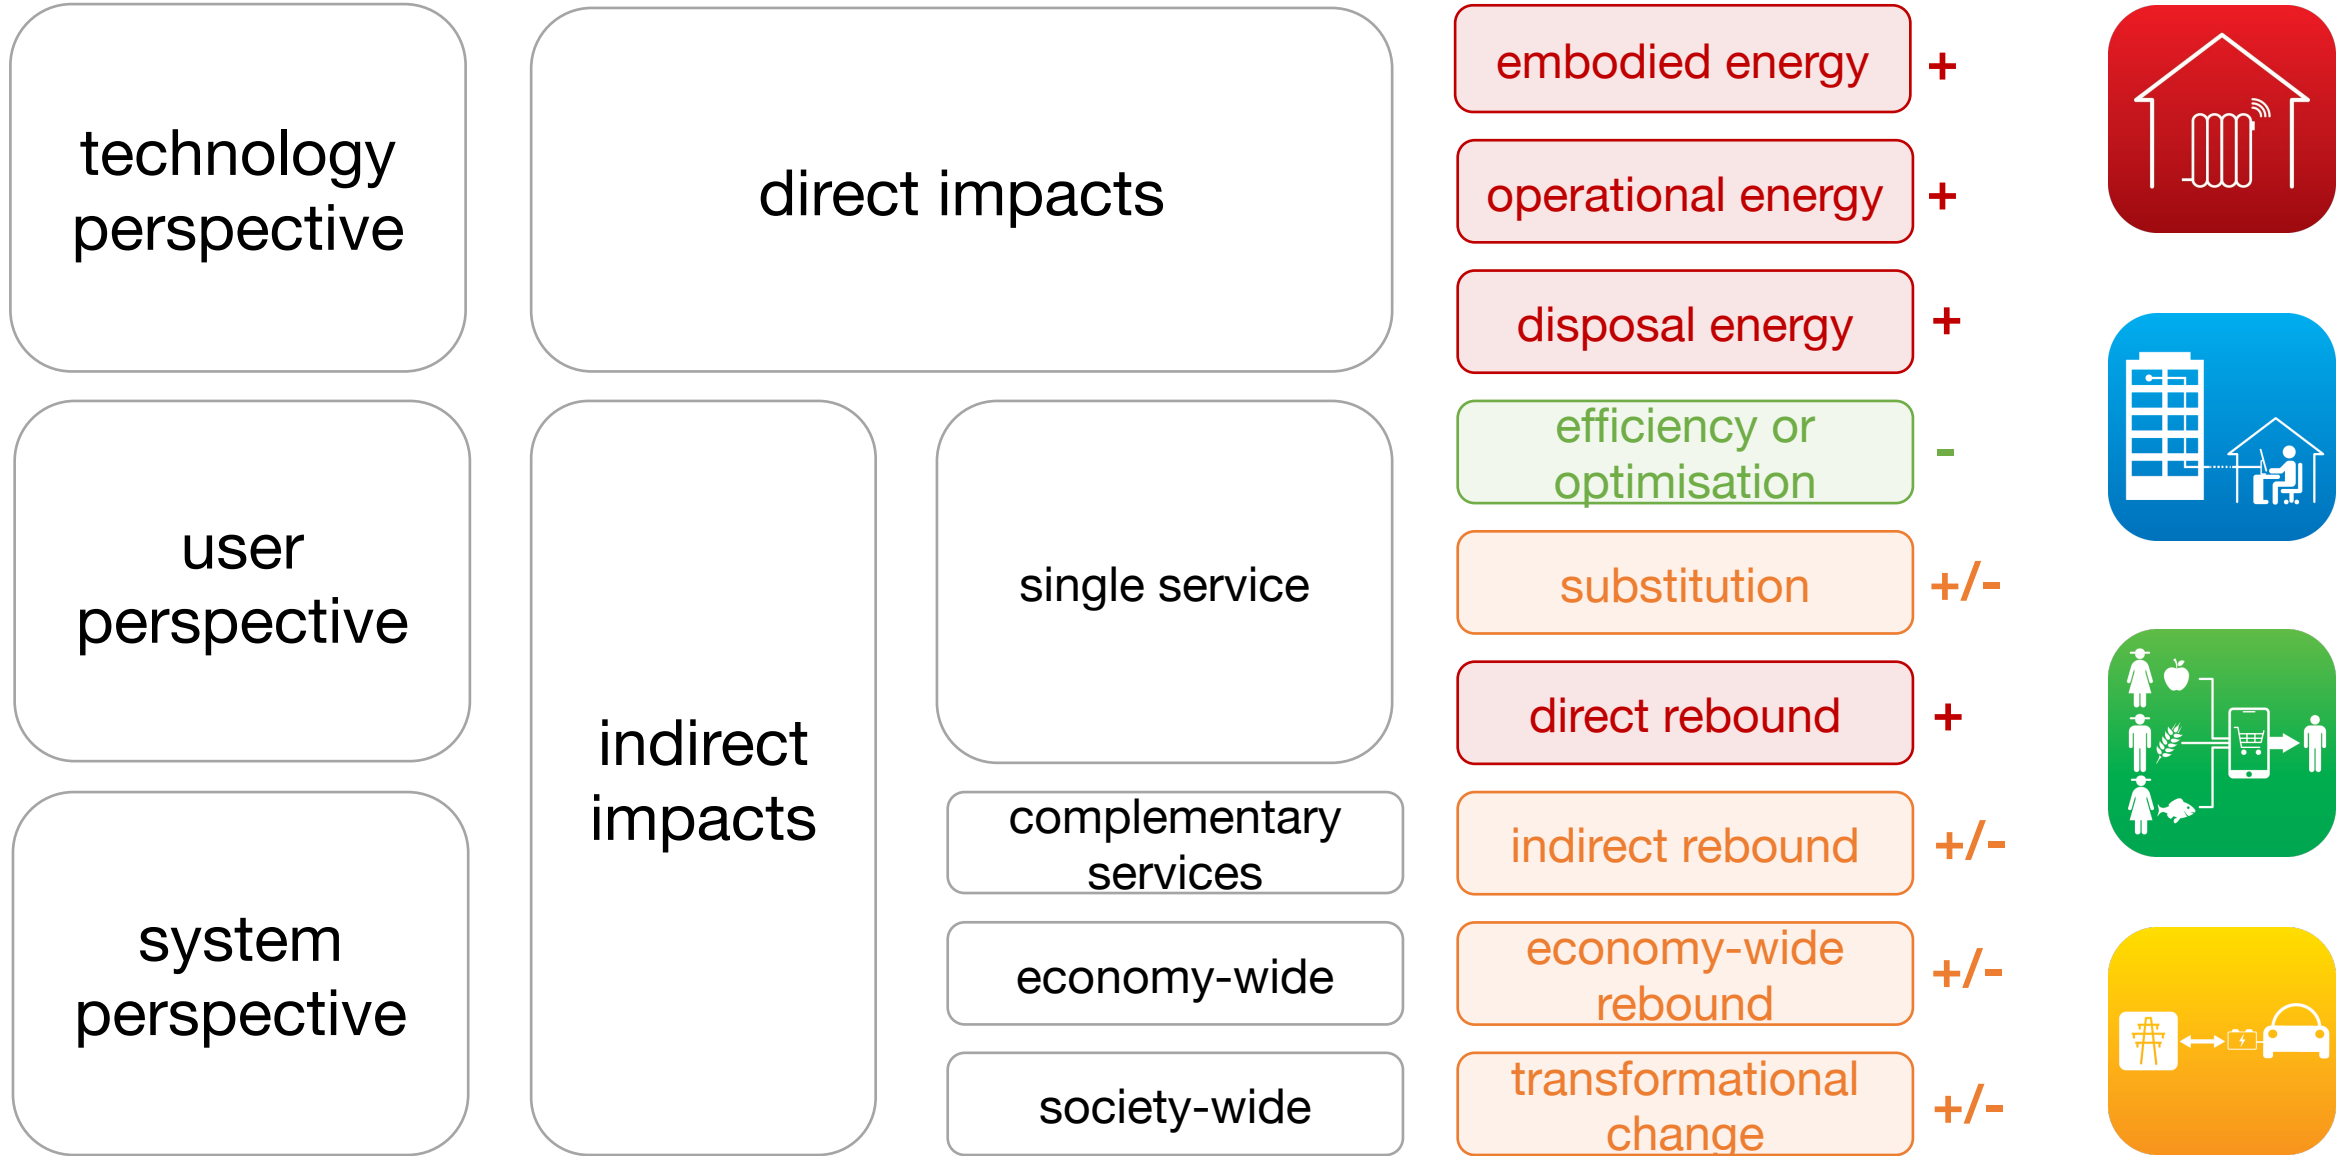 technology
perspective
direct impacts
embodied energy +
operational energy +
disposal energy +
user
perspective
indirect
impacts
single service
efficiency or
optimisation -
substitution +/-
direct rebound +
system
perspective
complementary
services
indirect rebound +/-
economy-wide
economy-wide
rebound +/-
society-wide
transformational
change +/-